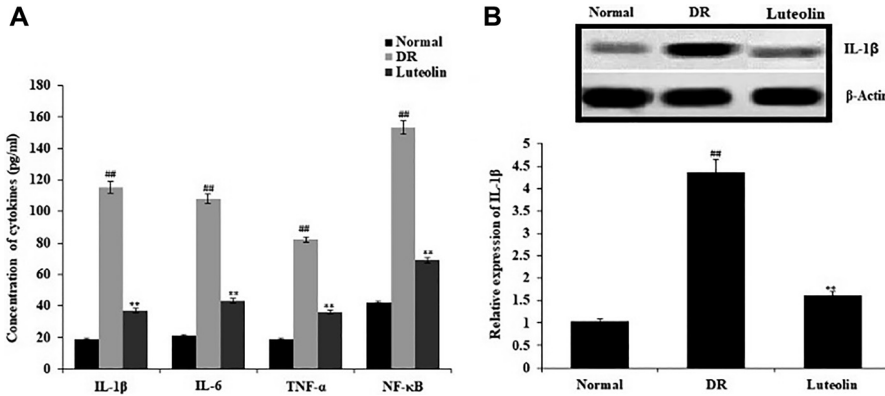 A
Normal
DR
Luteolin
Concentration of cytokines (pg/ml)
180
160
140
120
100
80
60
40
20
0
##
**
##
**
##
**
##
**
IL-1β
IL-6
TNF-α
NF-κB
B
Normal DR Luteolin
IL-1β
β-Actin
Relative expression of IL-1β
5
4.5
4
3.5
3
2.5
2
1.5
1
0.5
0
##
**
Normal
DR
Luteolin